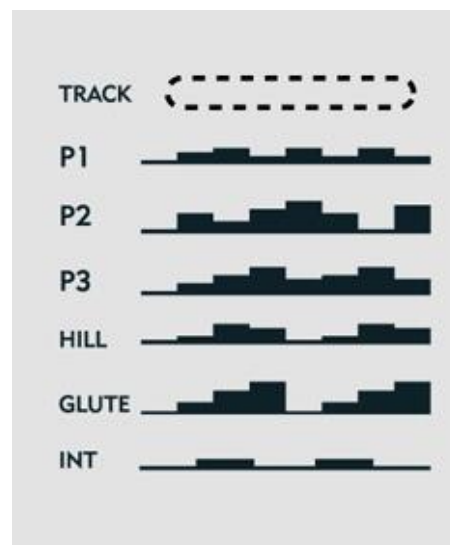 TRACK
P1
P2
P3
HILL
GLUTE
INT